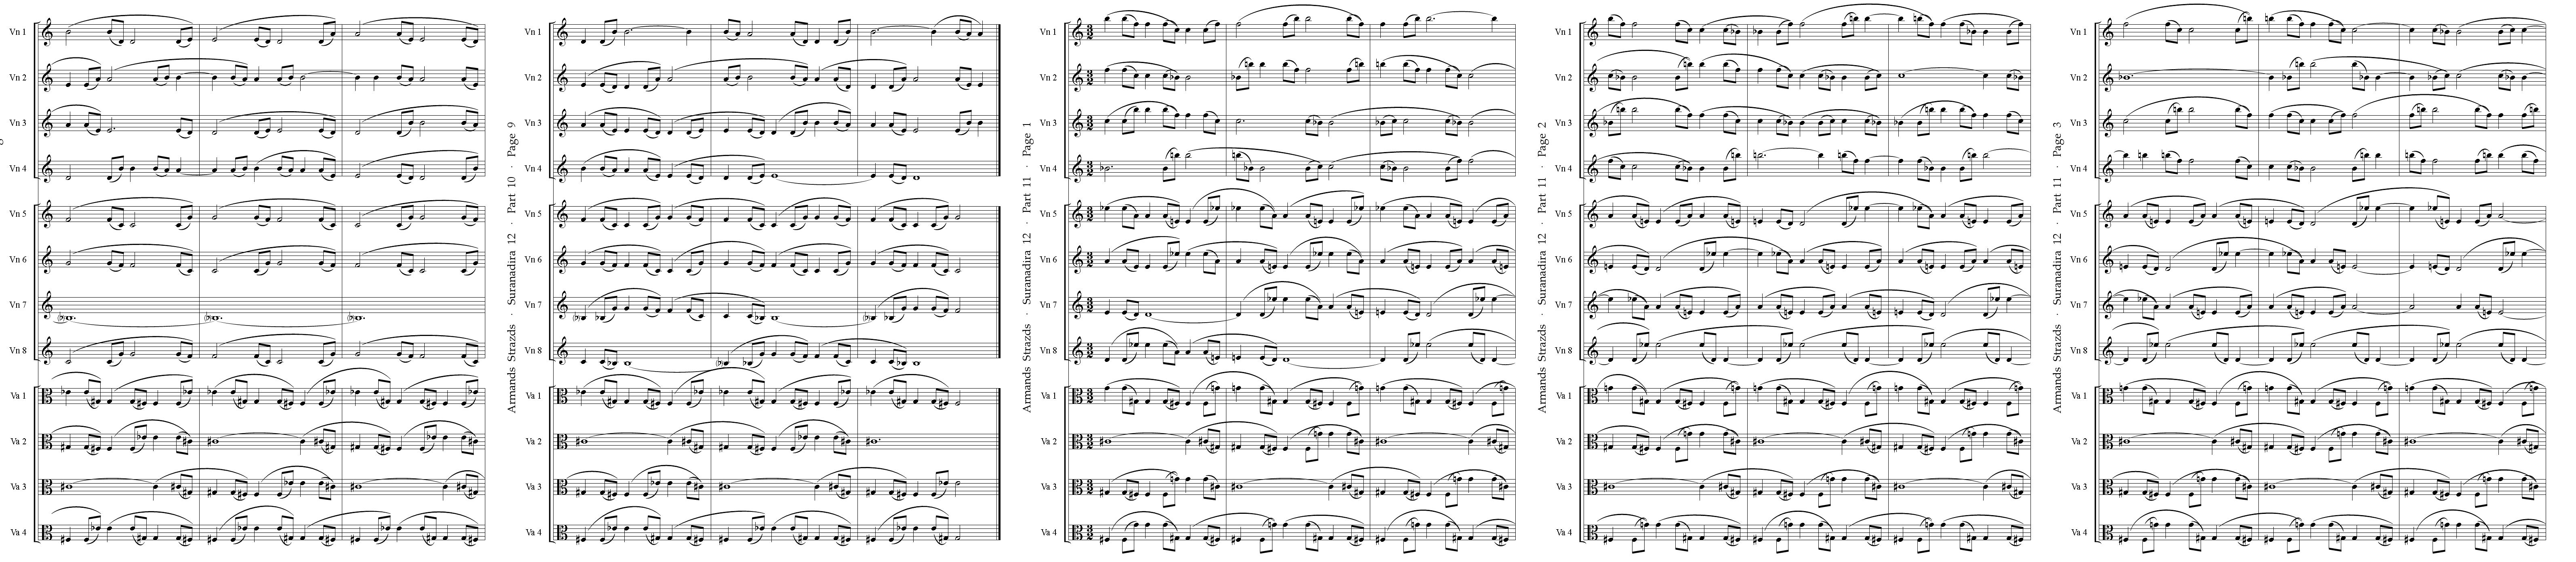 Vn 1
Vn 2
Vn 3
Vn 4
Vn 5
Vn 6
Vn 7
Vn 8
Va 1
Va 2
Va 3
Va 4
Armands Strazds · Suranadira 12 · Part 10 · Page 9
Vn 1
Vn 2
Vn 3
Vn 4
Vn 5
Vn 6
Vn 7
Vn 8
Va 1
Va 2
Va 3
Va 4
Armands Strazds · Suranadira 12 · Part 11 · Page 1
Vn 1
Vn 2
Vn 3
Vn 4
Vn 5
Vn 6
Vn 7
Vn 8
Va 1
Va 2
Va 3
Va 4
Armands Strazds · Suranadira 12 · Part 11 · Page 2
Vn 1
Vn 2
Vn 3
Vn 4
Vn 5
Vn 6
Vn 7
Vn 8
Va 1
Va 2
Va 3
Va 4
Armands Strazds · Suranadira 12 · Part 11 · Page 3
Vn 1
Vn 2
Vn 3
Vn 4
Vn 5
Vn 6
Vn 7
Vn 8
Va 1
Va 2
Va 3
Va 4